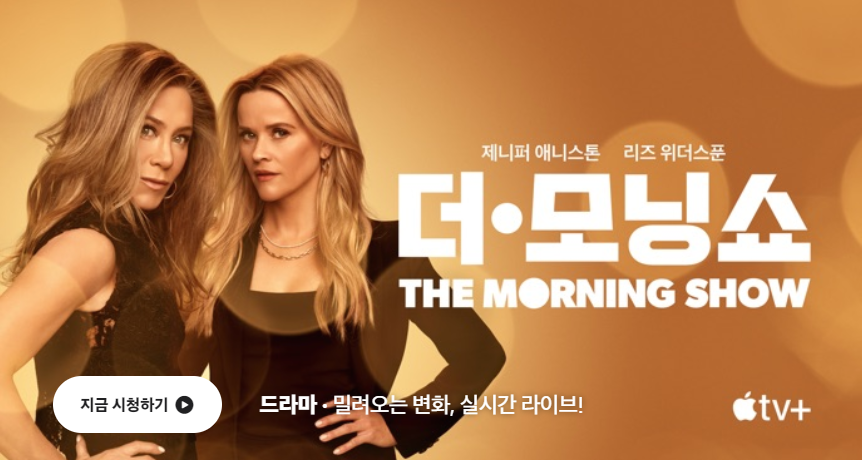 제니퍼 애니스톤 리즈 위더스푼
더·모닝쇼
THE MORNING SHOW
지금 시청하기
드라마 · 밀려오는 변화, 실시간 라이브!
tv+